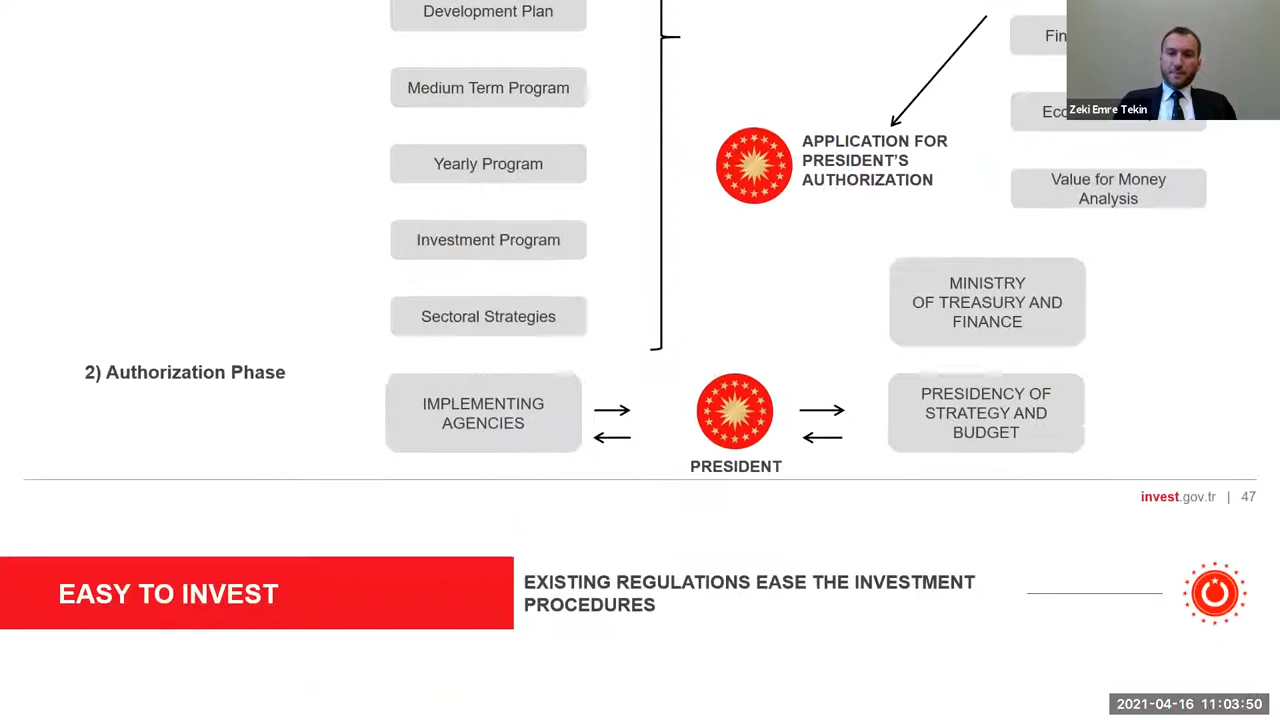 Development Plan
Medium Term Program
Yearly Program
Investment Program
Sectoral Strategies
APPLICATION FOR
PRESIDENT'S
AUTHORIZATION
Zeki Emre Tekin
Value for Money
Analysis
MINISTRY
OF TREASURY AND
FINANCE
2) Authorization Phase
IMPLEMENTING
AGENCIES
PRESIDENT
PRESIDENCY OF
STRATEGY AND
BUDGET
invest.gov.tr | 47
EASY TO INVEST
EXISTING REGULATIONS EASE THE INVESTMENT
PROCEDURES
2021-04-16 11:03:50